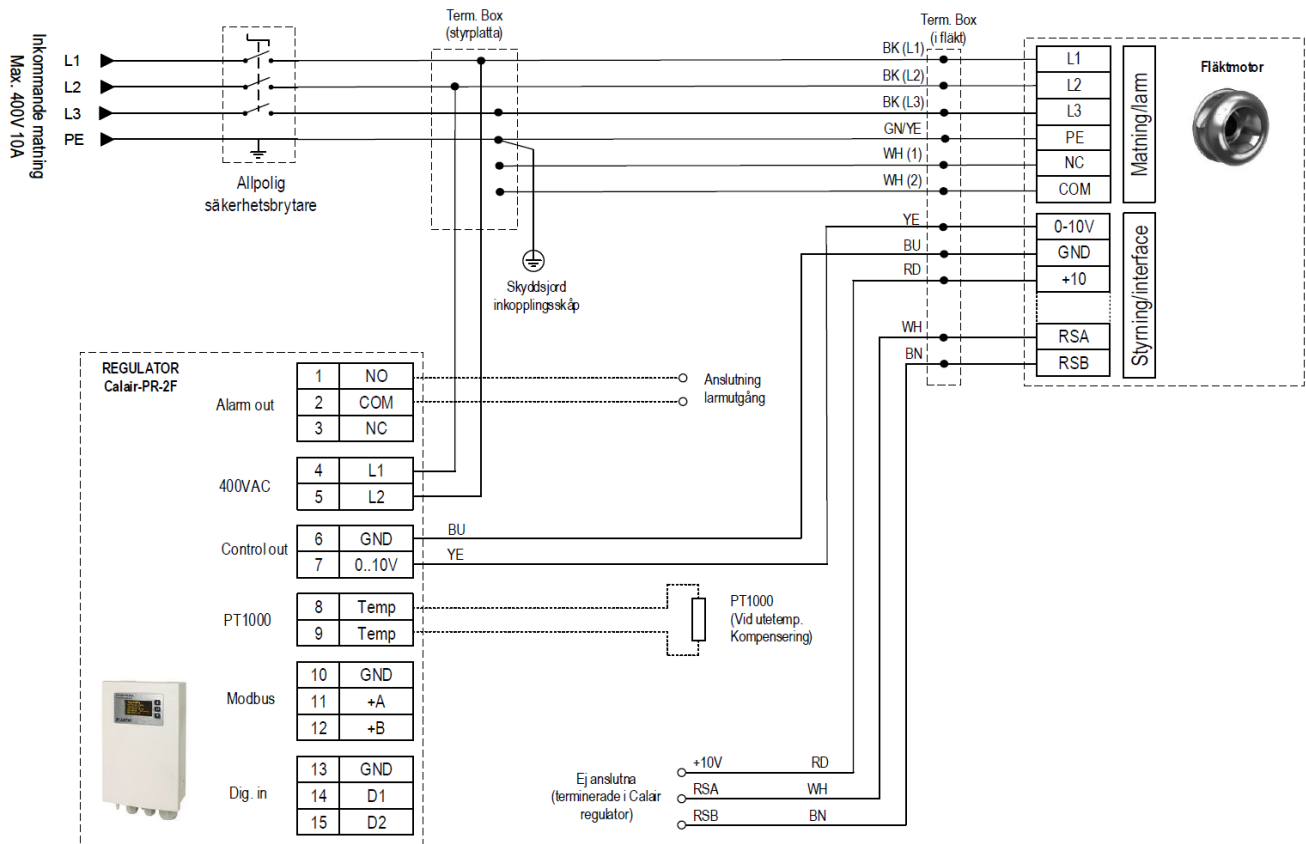 Inkommande matning
Max. 400V 10A
L1
L2
L3
PE
Allpolig
säkerhetsbrytare
Term. Box
(styrplatta)
Skyddsjord
inkopplingsskåp
Term. Box
(i fläkt)
BK (L1)
BK (L2)
BK (L3)
GN/YE
WH (1)
WH (2)
YE
BU
RD
WH
BN
L1
L2
L3
PE
NC
COM
Matning/larm
0-10V
GND
+10
RSA
RSB
Styrning/interface
Fläktmotor
REGULATOR
Calair-PR-2F
Alarm out
1 NO
2 COM
3 NC
Anslutning
larmutgång
400VAC
4 L1
5 L2
Control out
6 GND
7 0..10V
BU
YE
PT1000
8 Temp
9 Temp
PT1000
(Vid utetemp.
Kompensering)
Modbus
10 GND
11 +A
12 +B
Dig. in
13 GND
14 D1
15 D2
Ej anslutna
(terminerade i Calair
regulator)
+10V RD
RSA WH
RSB BN